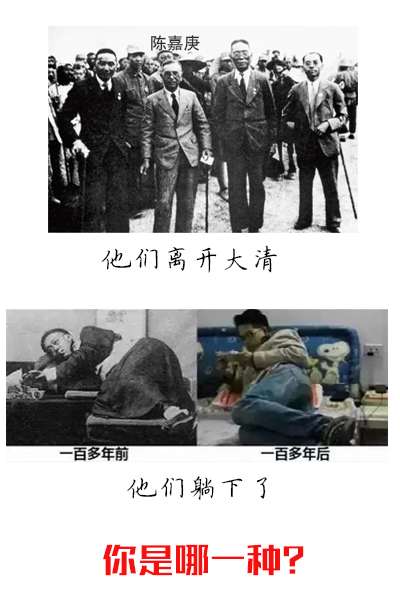 陈嘉庚
他们离开大清
一百多年前
一百多年后
他们躺下了
你是哪一种?